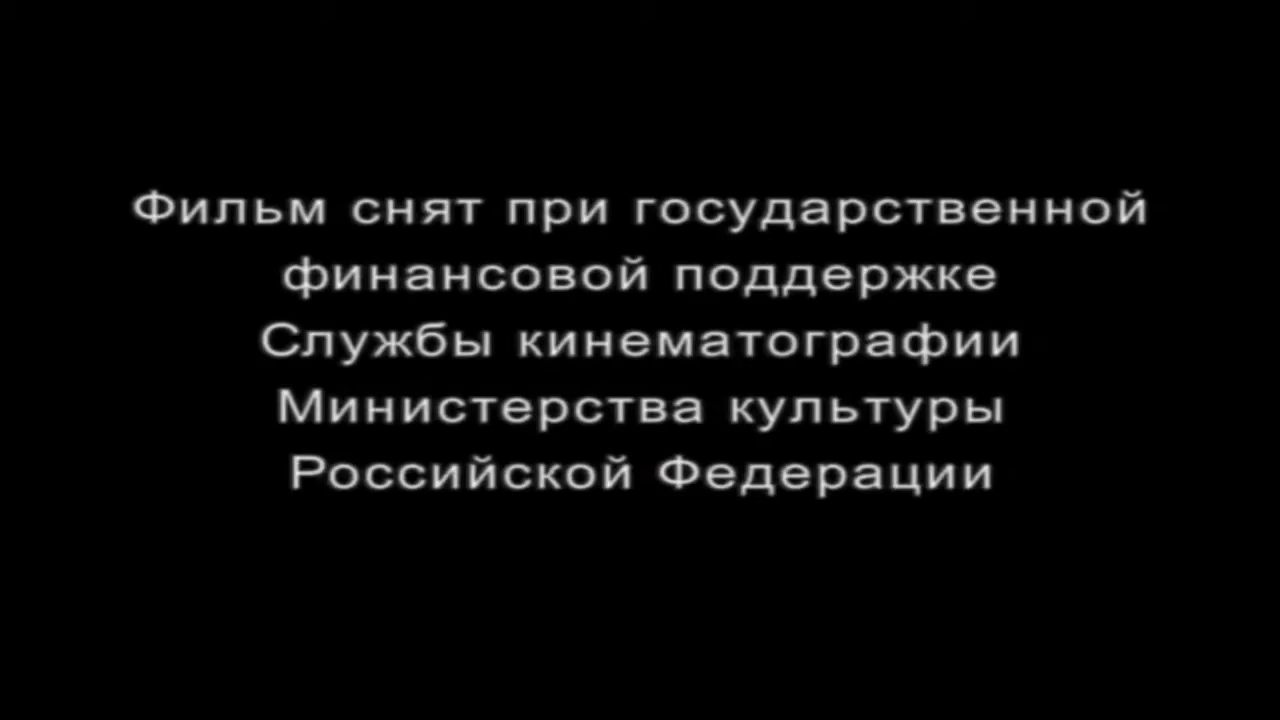 Фильм снят при государственной
финансовой поддержке
Службы кинематографии
Министерства культуры
Российской Федерации